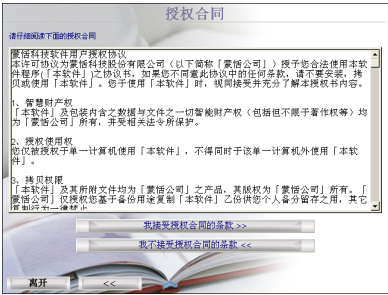 授权合同
请仔细阅读下面的授权合同
蒙恬科技软件用户授权协议
本许可协议为蒙恬科技股份有限公司（以下简称「蒙恬公司」）授予您合法使用本软
件程序(「本软件」)之协议书，如果您不同意此协议中的任何条款，请不要安装，拷
贝或使用「本软件」。您于使用「本软件」时，视同接受并充分了解本授权书内容。
1、智慧财产权
「本软件」及包装内含之数据与文件之一切智能财产权（包括但不限于著作权等）均
为「蒙恬公司」所有，并受相关法令所保护。
2、授权使用权
您仅被授权于单一计算机使用「本软件」，不得同时于该单一计算机外使用「本软
件」。
3、拷贝权限
「本软件」及其所附文件均为「蒙恬公司」之产品，其版权为「蒙恬公司」所有。「
蒙恬公司」仅授权您基于备份用途复制「本软件」乙份供您个人备分留存之用，其它
复制行为一律禁止
我接受授权合同的条款 >>
我不接受授权合同的条款 <<
离开
<<